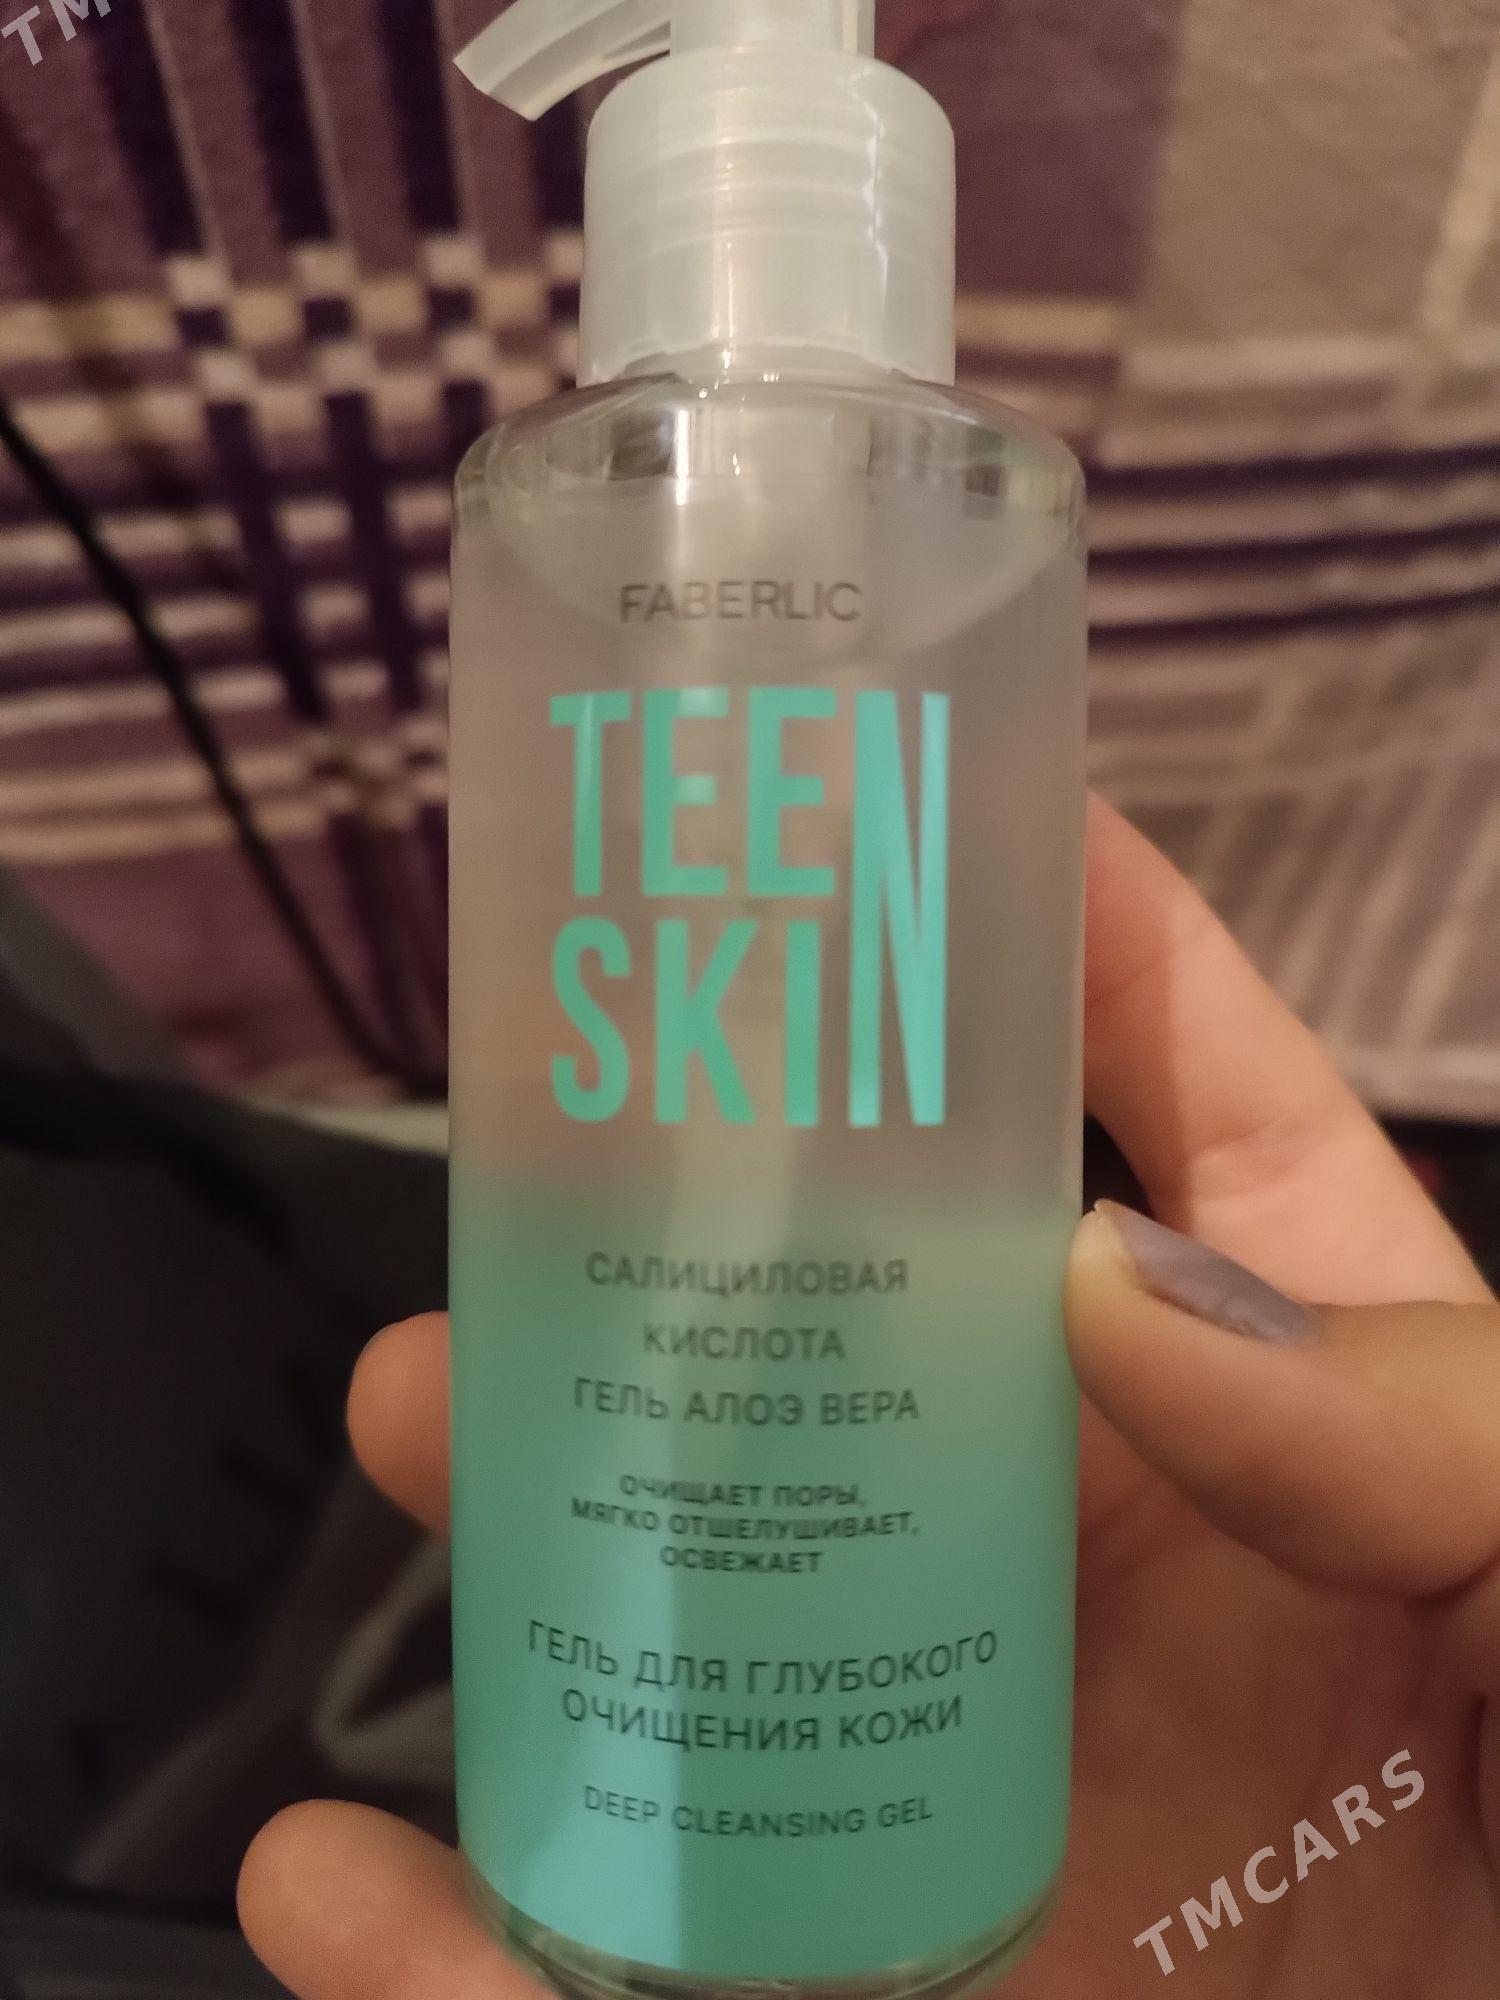 TM
FABERLIC
TEEN
SKIN
САЛИЦИЛОВАЯ
КИСЛОТА
ГЕЛЬ АЛОЭ ВЕРА
ОЧИЩАЕТ ПОРЫ,
МЯГКО ОТШЕЛУШИВАЕТ,
ОСВЕЖАЕТ
ГЕЛЬ ДЛЯ ГЛУБОКОГО
ОЧИЩЕНИЯ КОЖИ
DEEP CLEANSING GEL
TMCARS